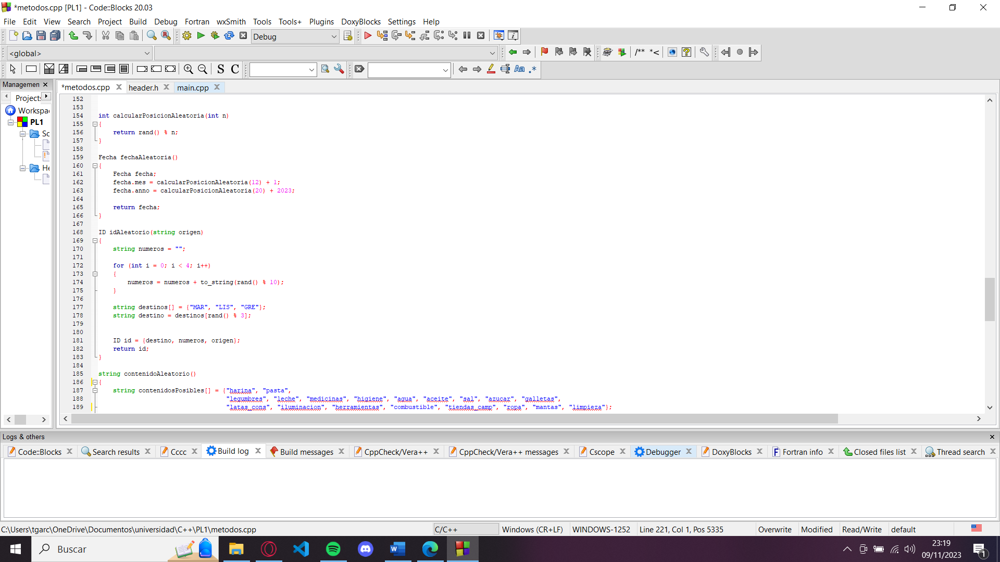 *metodos.cpp [PL1] - Code::Blocks 20.03
File Edit View Search Project Build Debug Fortran wxSmith Tools Tools+ Plugins DoxyBlocks Settings Help
Debug
<global>
/** *<
S C
Aa .*
Managemen
*metodos.cpp header.h main.cpp
Projects
Workspa
PL1
Sc
He
152
153
154 int calcularPosicionAleatoria(int n)
155 {
156 return rand() % n;
157 }
158
159 Fecha fechaAleatoria()
160 {
161 Fecha fecha;
162 fecha.mes = calcularPosicionAleatoria(12) + 1;
163 fecha.anno = calcularPosicionAleatoria(20) + 2023;
164
165 return fecha;
166 }
167
168 ID idAleatorio(string origen)
169 {
170 string numeros = "";
171
172 for (int i = 0; i < 4; i++)
173 {
174 numeros = numeros + to_string(rand() % 10);
175 }
176
177 string destinos[] = {"MAR", "LIS", "GRE"};
178 string destino = destinos[rand() % 3];
179
180
181 ID id = {destino, numeros, origen};
182 return id;
183 }
184
185 string contenidoAleatorio()
186 {
187 string contenidosPosibles[] = {"harina", "pasta",
188 "legumbres", "leche", "medicinas", "higiene", "agua", "aceite", "sal", "azucar", "galletas",
189 "latas_cons", "iluminacion", "herramientas", "combustible", "tiendas_camp", "ropa", "mantas", "limpieza"};
Logs & others
Code::Blocks Search results Cccc Build log Build messages CppCheck/Vera++ CppCheck/Vera++ messages Cscope Debugger DoxyBlocks Fortran info Closed files list Thread search
C:\Users\tgarc\OneDrive\Documentos\universidad\C++\PL1\metodos.cpp C/C++ Windows (CR+LF) WINDOWS-1252 Line 221, Col 1, Pos 5335 Overwrite Modified Read/Write default
Buscar
23:19
09/11/2023
1